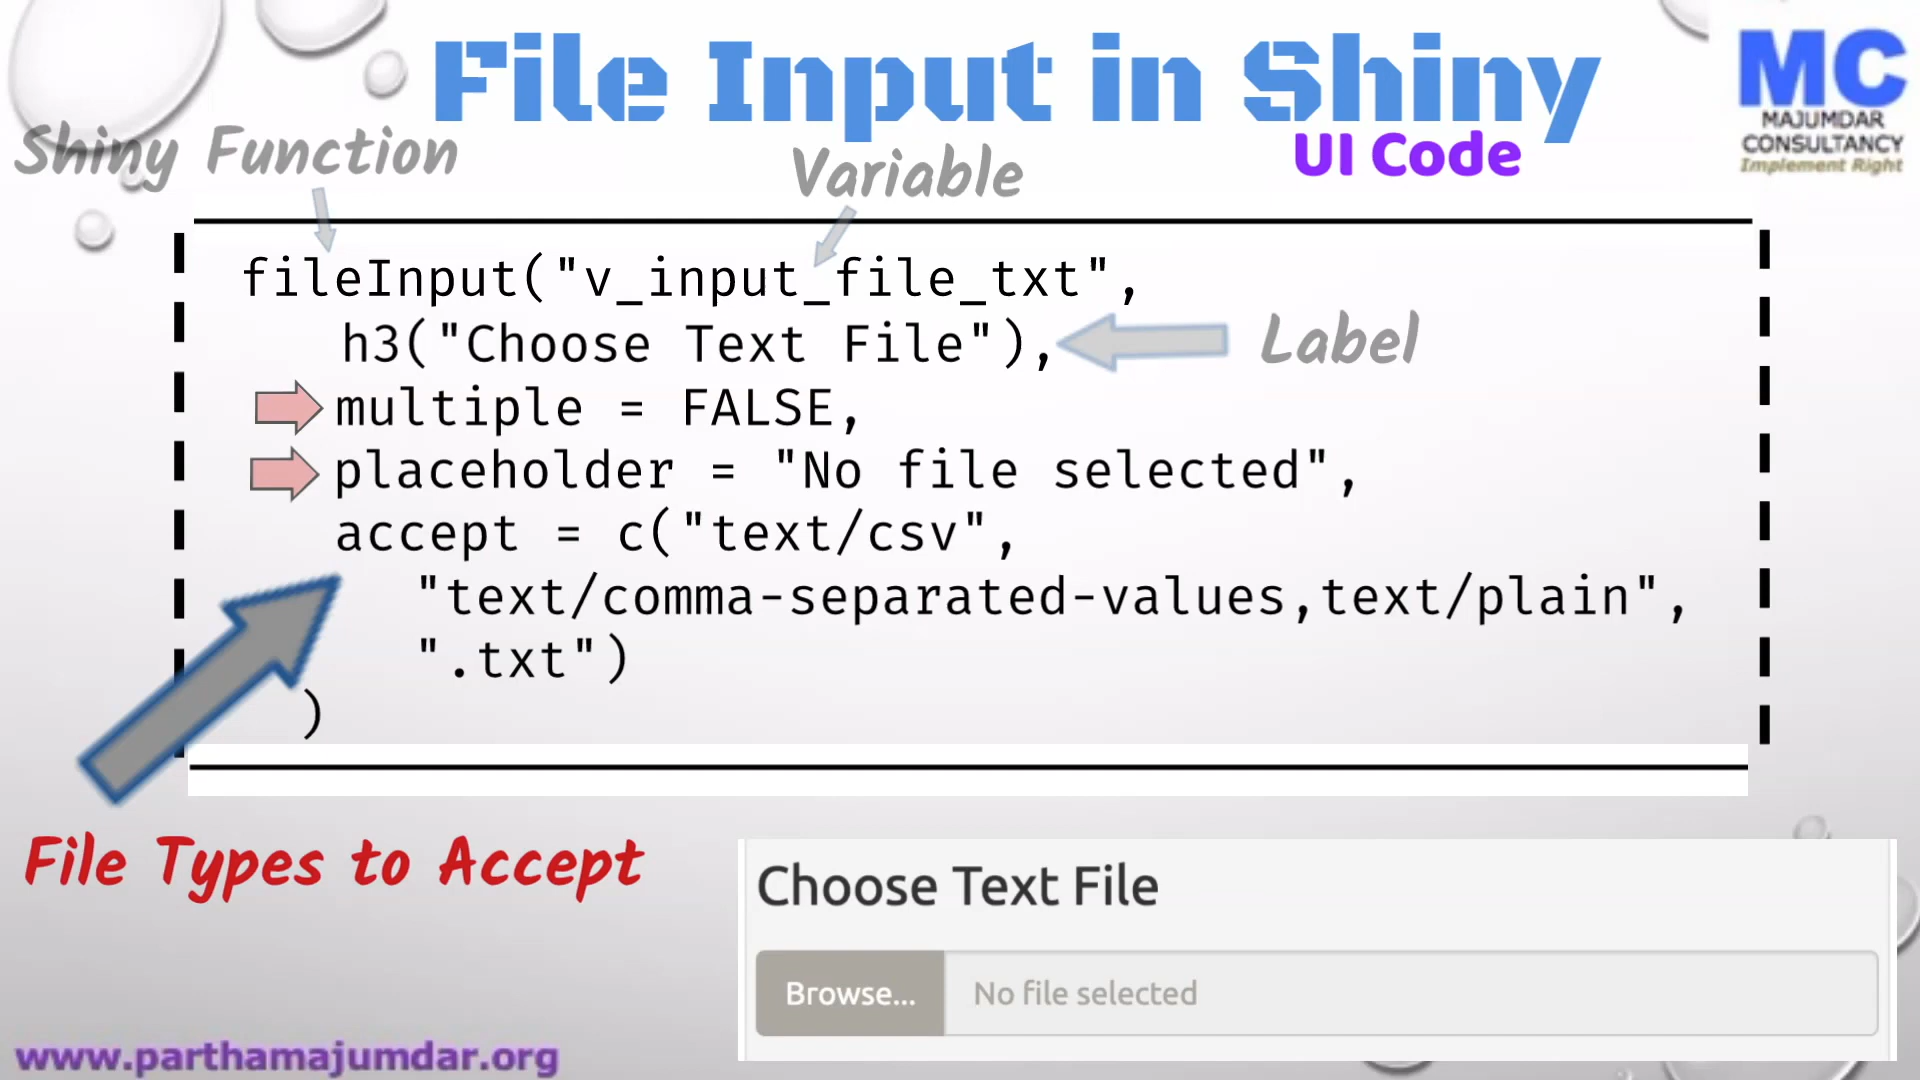 File Input in Shiny
MC
MAJUMDAR
CONSULTANCY
Implement Right
Shiny Function
Variable
UI Code
fileInput("v_input_file_txt",
h3("Choose Text File"),
Label
multiple = FALSE,
placeholder = "No file selected",
accept = c("text/csv",
"text/comma-separated-values,text/plain",
".txt")
)
File Types to Accept
Choose Text File
Browse...
No file selected
www.parthamajumdar.org